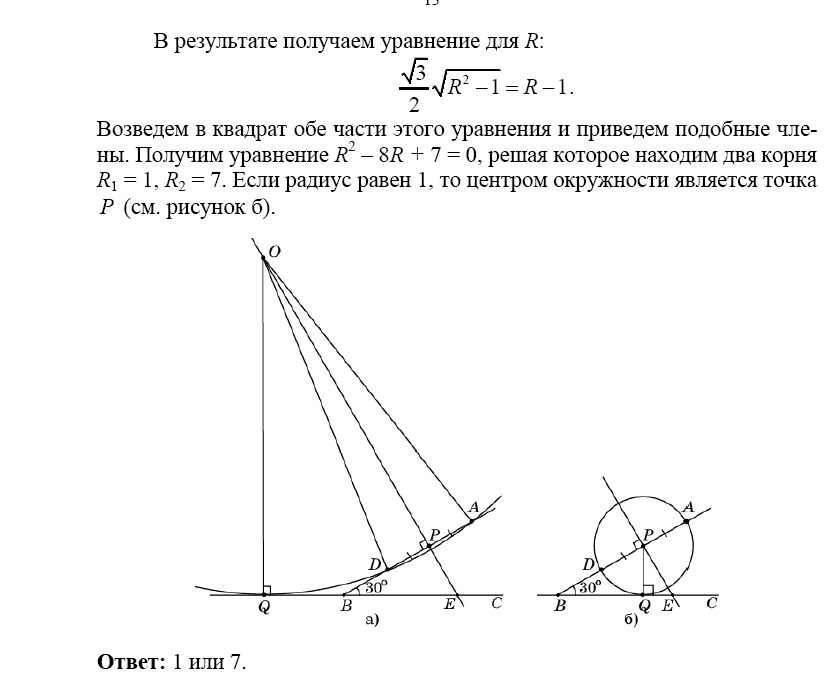 В результате получаем уравнение для R:
√3/2 √(R² – 1) = R – 1.
Возведем в квадрат обе части этого уравнения и приведем подобные чле-
ны. Получим уравнение R² – 8R + 7 = 0, решая которое находим два корня
R₁ = 1, R₂ = 7. Если радиус равен 1, то центром окружности является точка
P (см. рисунок б).
O
A
P
D
30°
Q B E C
а)
A
P
D
30°
B Q E C
б)
Ответ: 1 или 7.